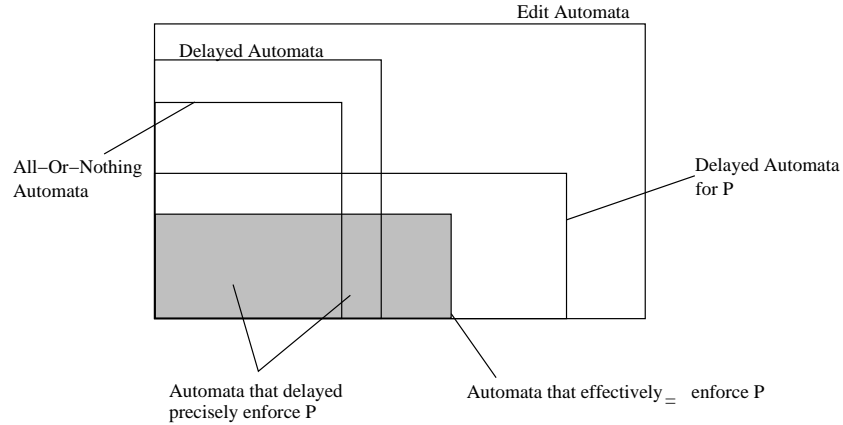 Edit Automata
Delayed Automata
All−Or−Nothing
Automata
Delayed Automata
for P
Automata that delayed
precisely enforce P
Automata that effectively = enforce P